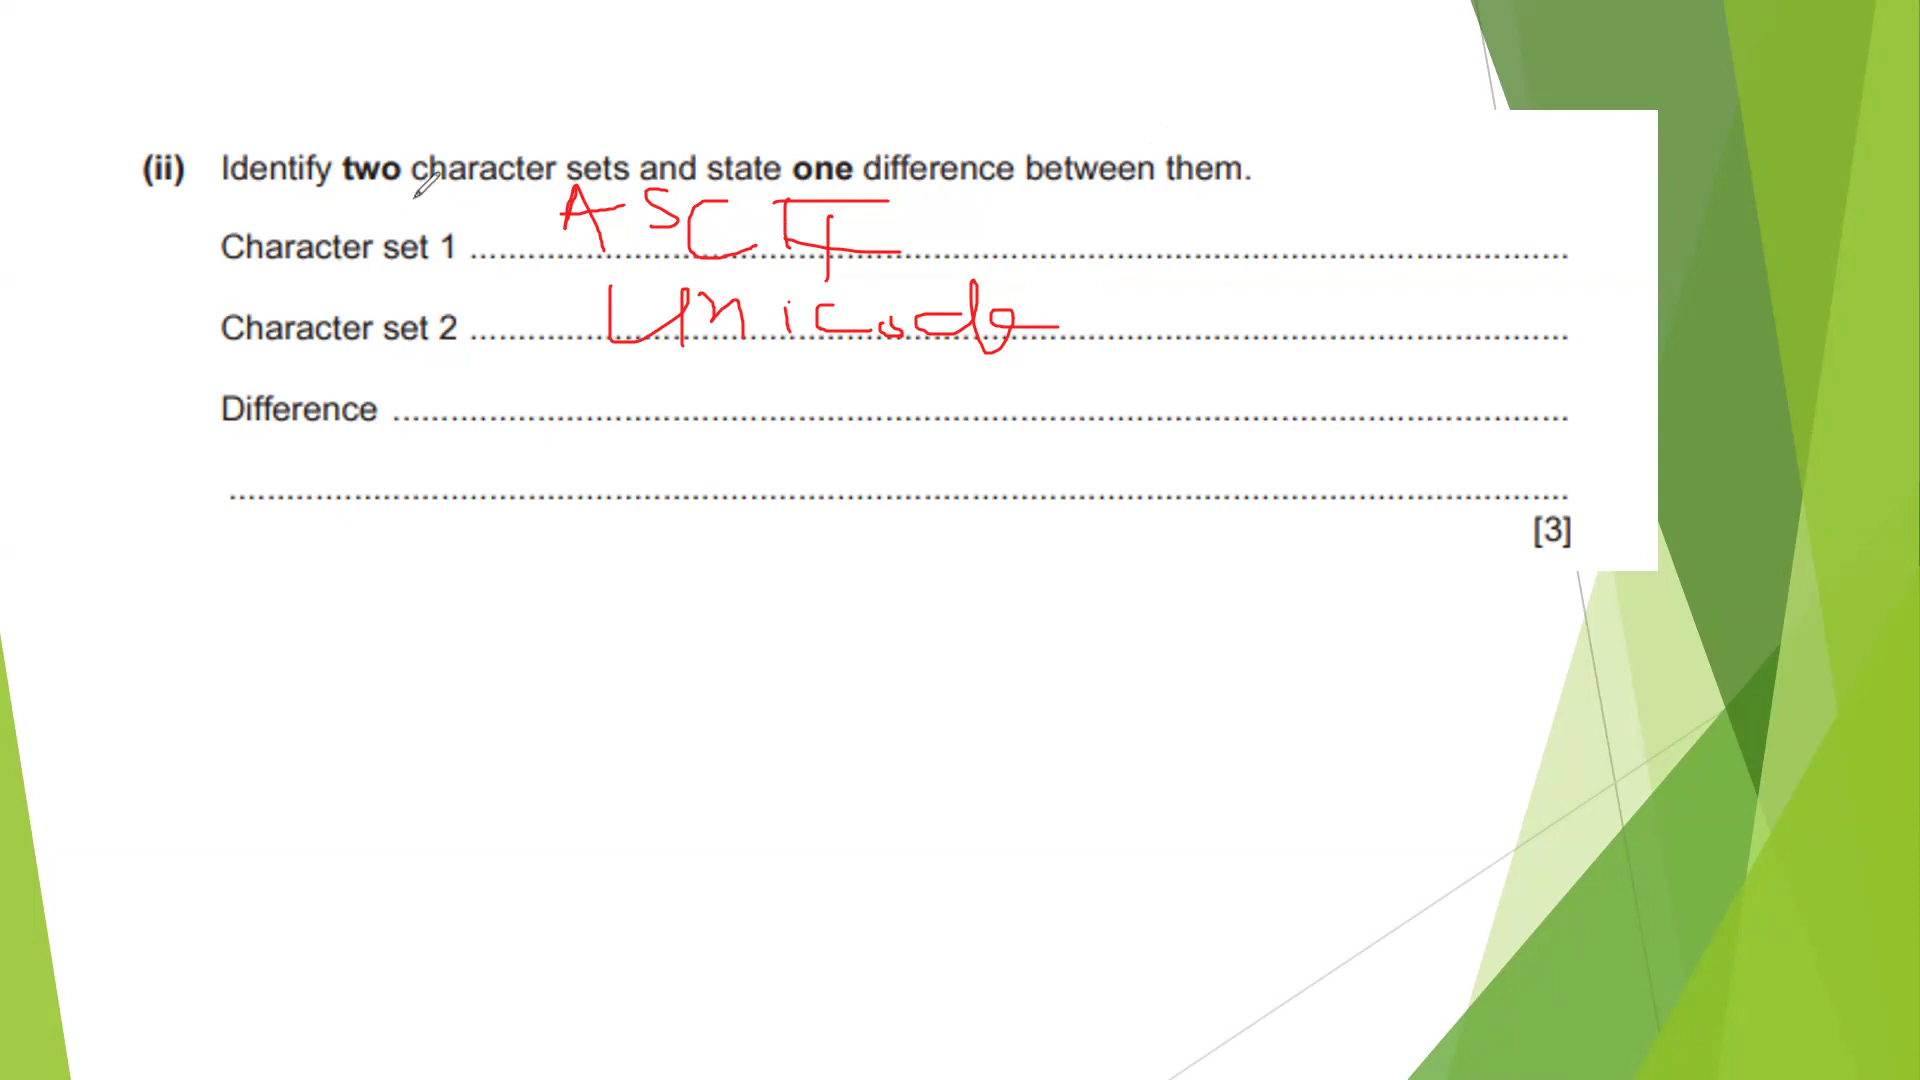 (ii) Identify two character sets and state one difference between them.
Character set 1 ASCII
Character set 2 Unicode
Difference
[3]